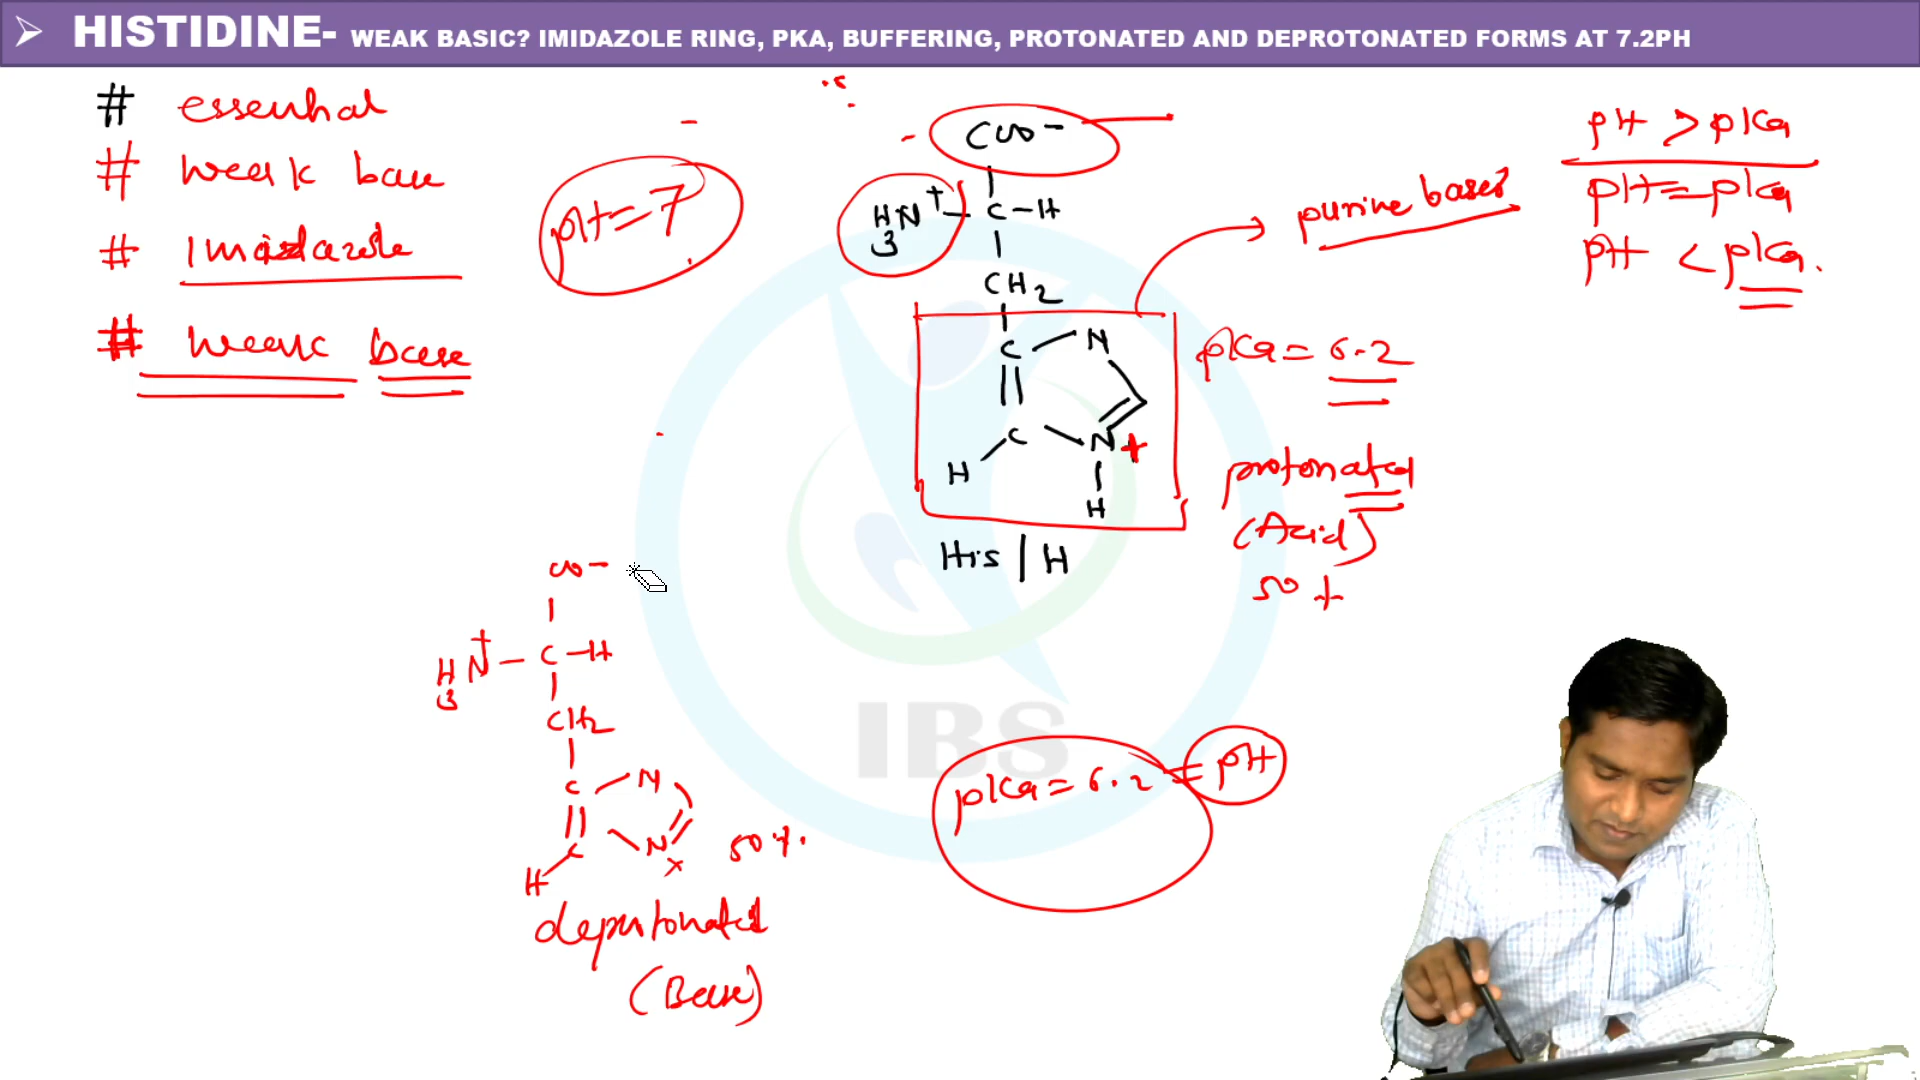 HISTIDINE- WEAK BASIC? IMIDAZOLE RING, PKA, BUFFERING, PROTONATED AND DEPROTONATED FORMS AT 7.2PH
# essential
# weak base
# Imidazole
# weak base
pH = 7
COO-
H3N+ - C - H
CH2
C N
C N+
H H
His | H
purine bases
pH > pKa
pH = pKa
pH < pKa.
pKa = 6.2
protonated
(Acid)
50 %
COO-
H3N+ - C - H
CH2
C N
C N
H
50 %.
deprotonated
(Base)
pKa = 6.2 = pH
IBS